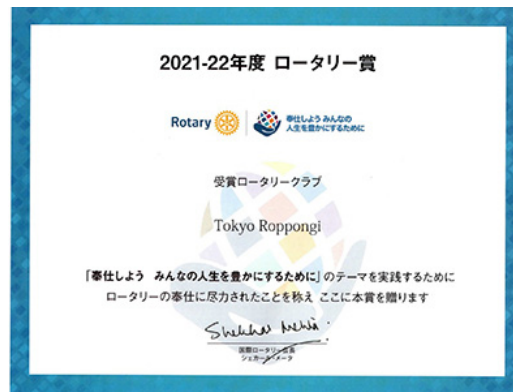 2021-22年度 ロータリー賞
Rotary
奉仕しよう みんなの
人生を豊かにするために
受賞ロータリークラブ
Tokyo Roppongi
「奉仕しよう みんなの人生を豊かにするために」のテーマを実践するために
ロータリーの奉仕に尽力されたことを称え ここに本賞を贈ります
Shekhar Mehta
国際ロータリー会長
シェカール・メータ